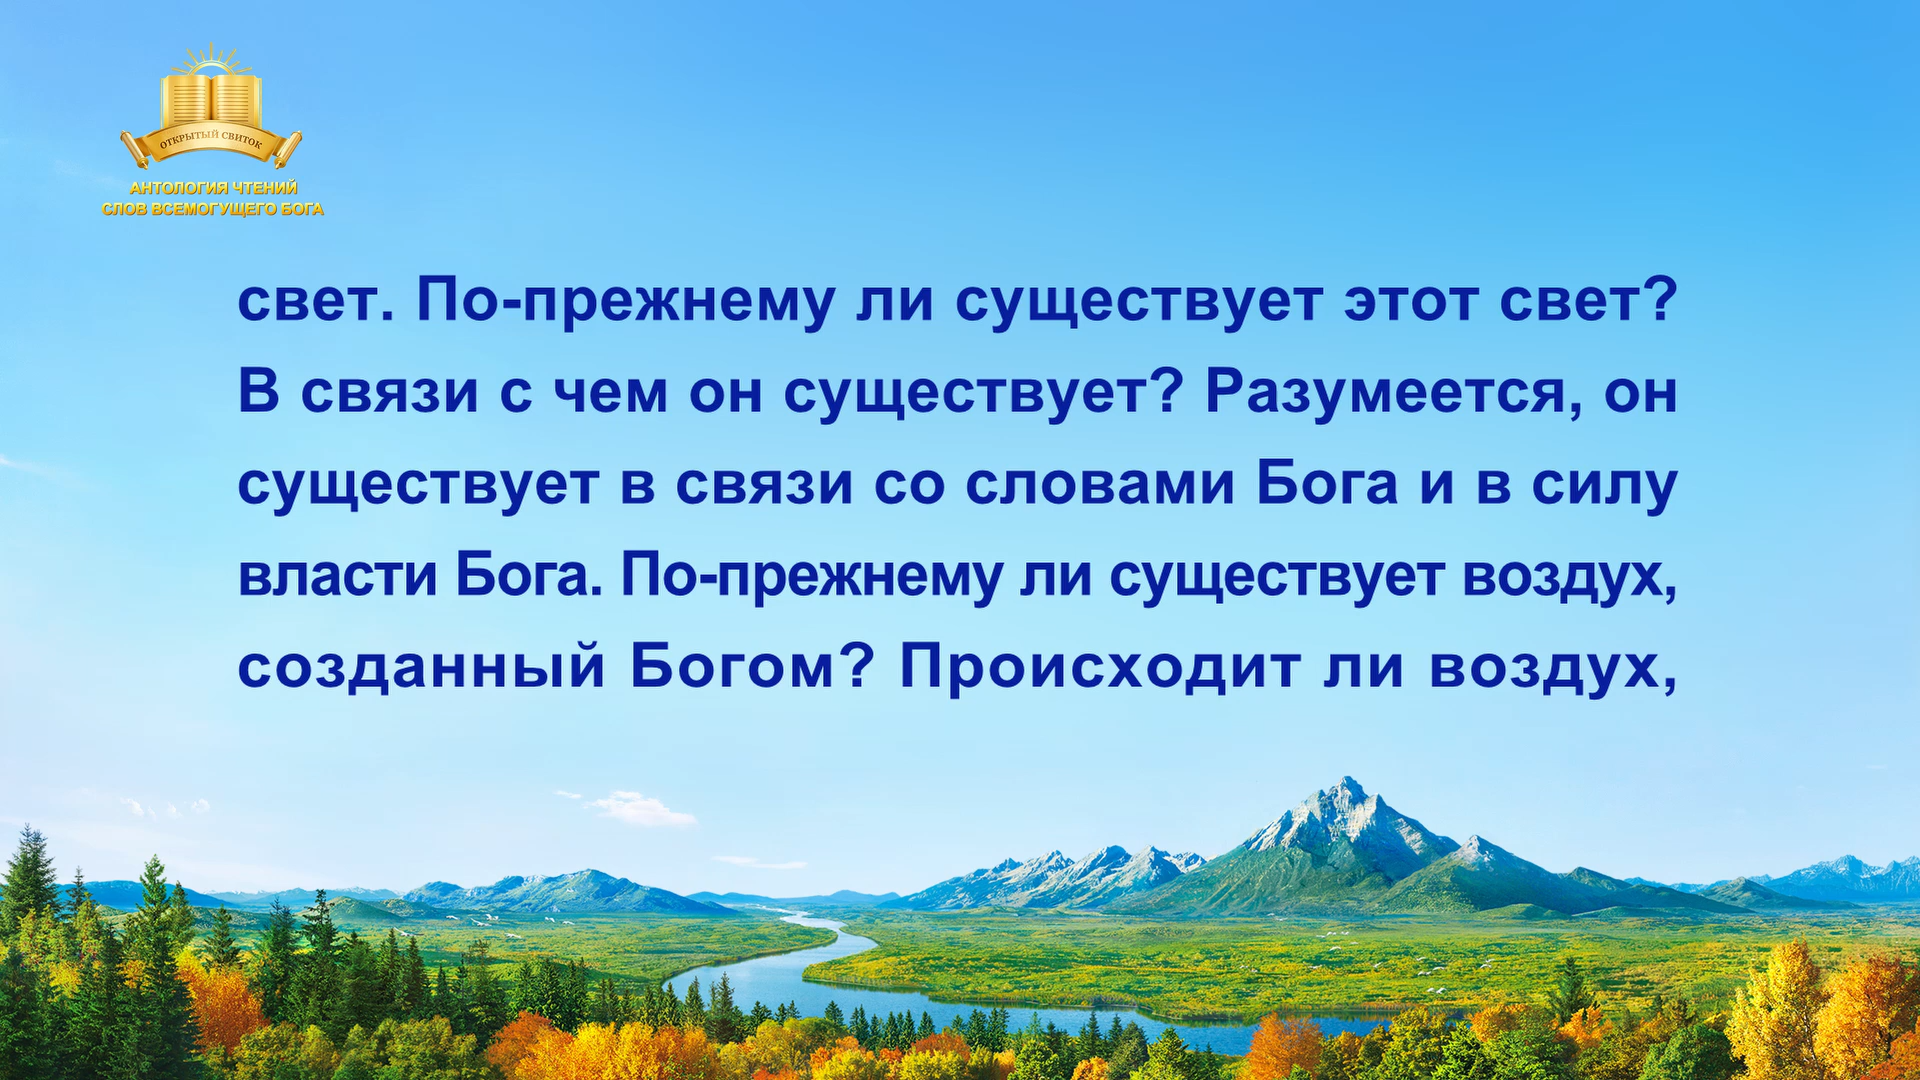 ОТКРЫТЫЙ СВИТОК
АНТОЛОГИЯ ЧТЕНИЙ
СЛОВ ВСЕМОГУЩЕГО БОГА
свет. По-прежнему ли существует этот свет?
В связи с чем он существует? Разумеется, он
существует в связи со словами Бога и в силу
власти Бога. По-прежнему ли существует воздух,
созданный Богом? Происходит ли воздух,